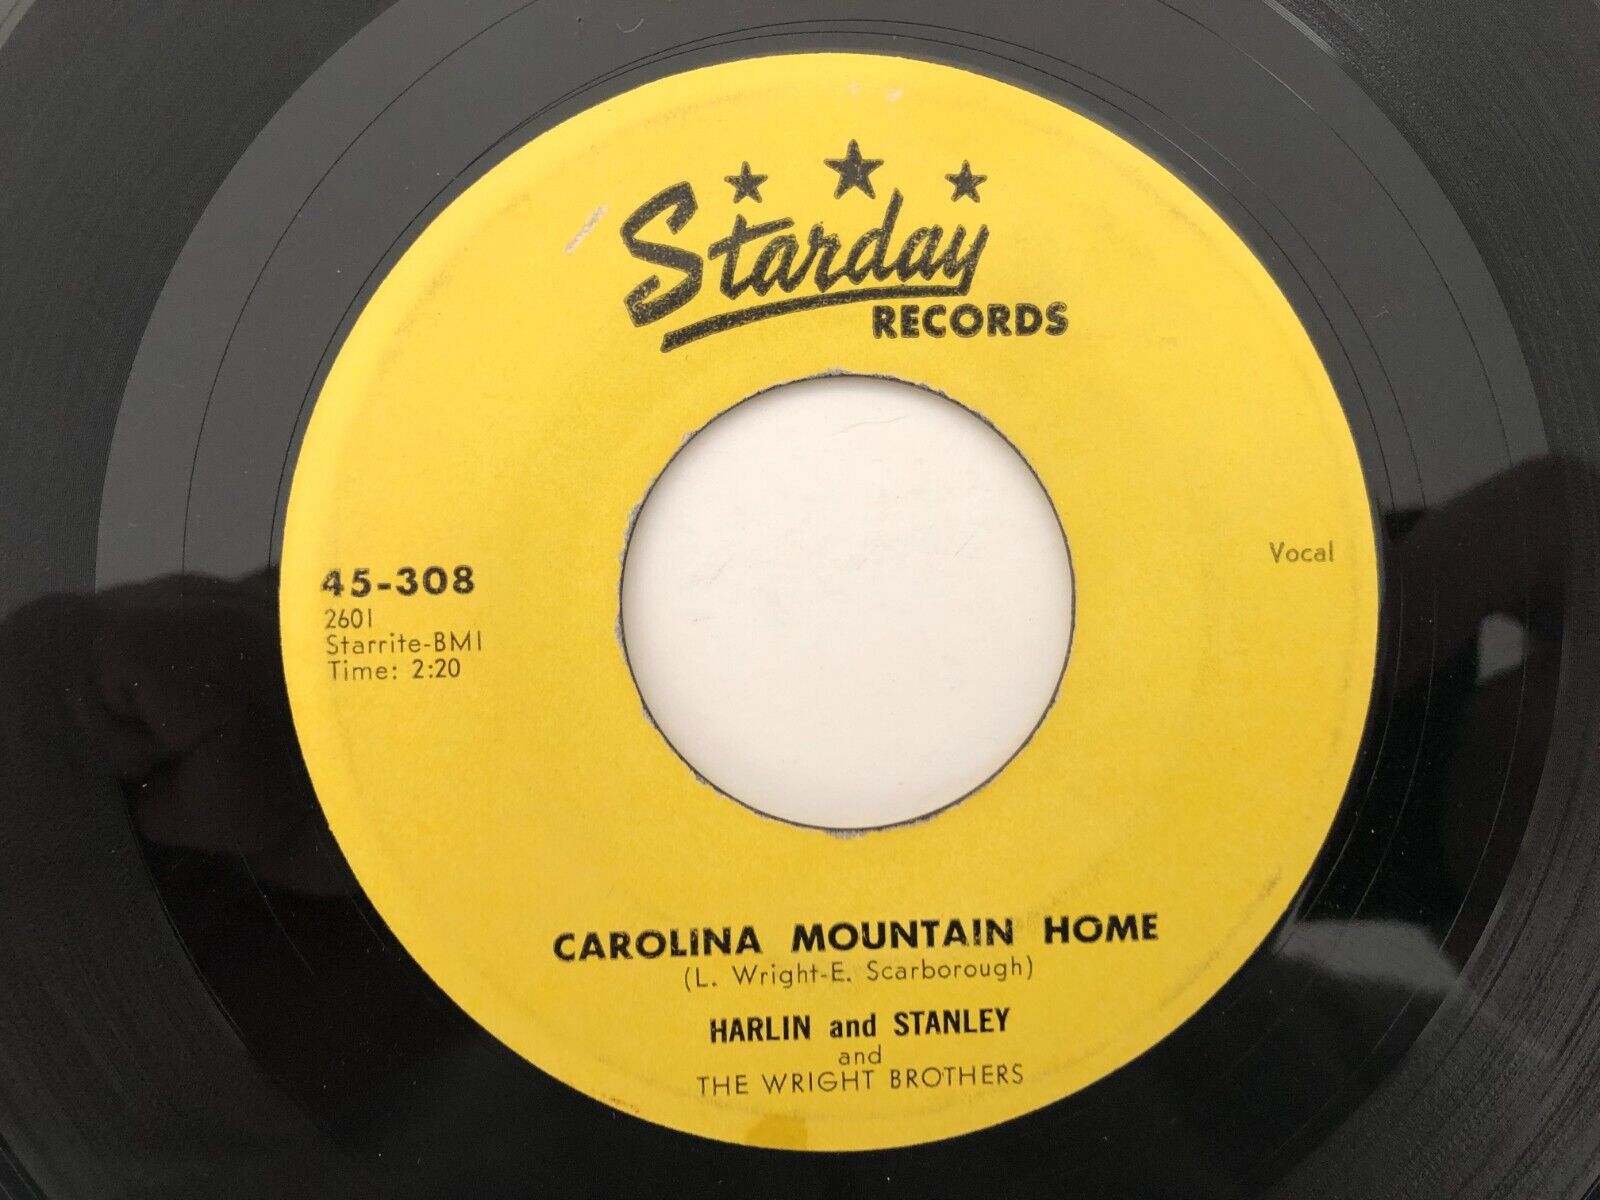 Starday
RECORDS
45-308
2601
Starrite-BMI
Time: 2:20
Vocal
CAROLINA MOUNTAIN HOME
(L. Wright-E. Scarborough)
HARLIN and STANLEY
and
THE WRIGHT BROTHERS